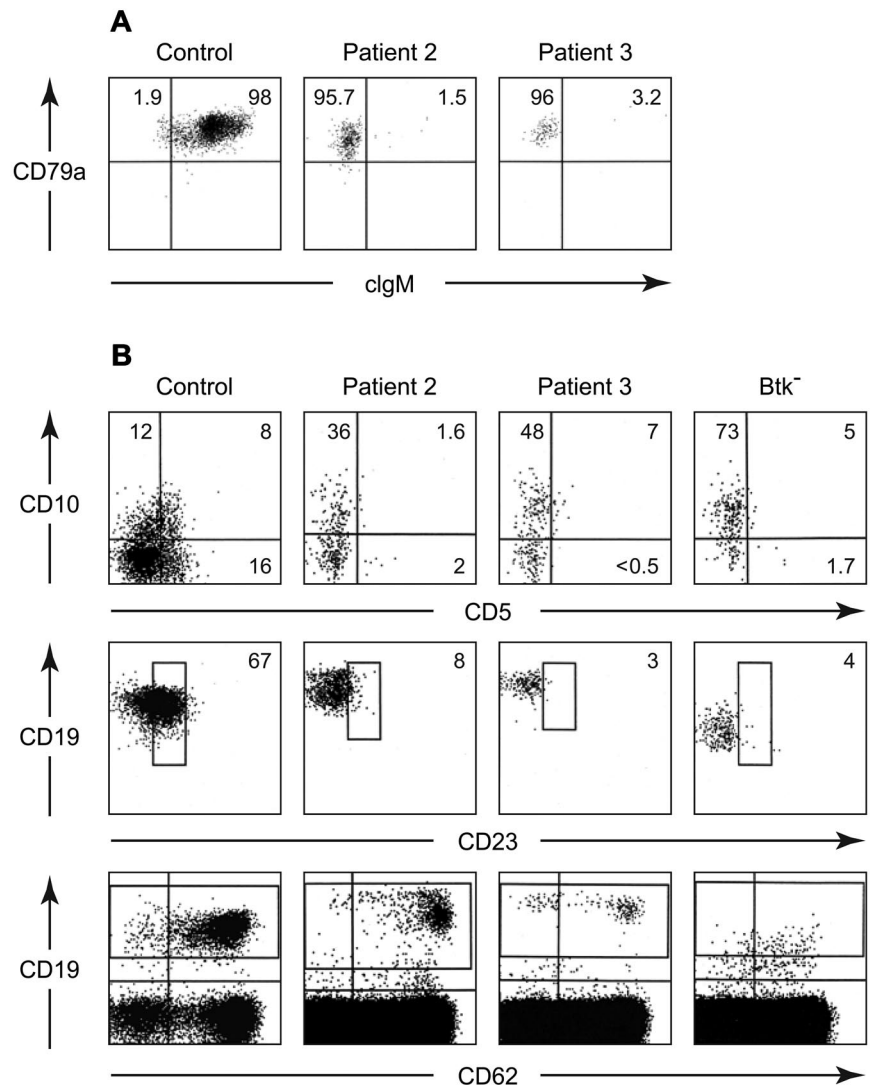 A
Control Patient 2 Patient 3
1.9 98 95.7 1.5 96 3.2
CD79a
cIgM
B
Control Patient 2 Patient 3 Btk⁻
12 8 36 1.6 48 7 73 5
CD10
16 2 <0.5 1.7
CD5
67 8 3 4
CD19
CD23
CD19
CD62